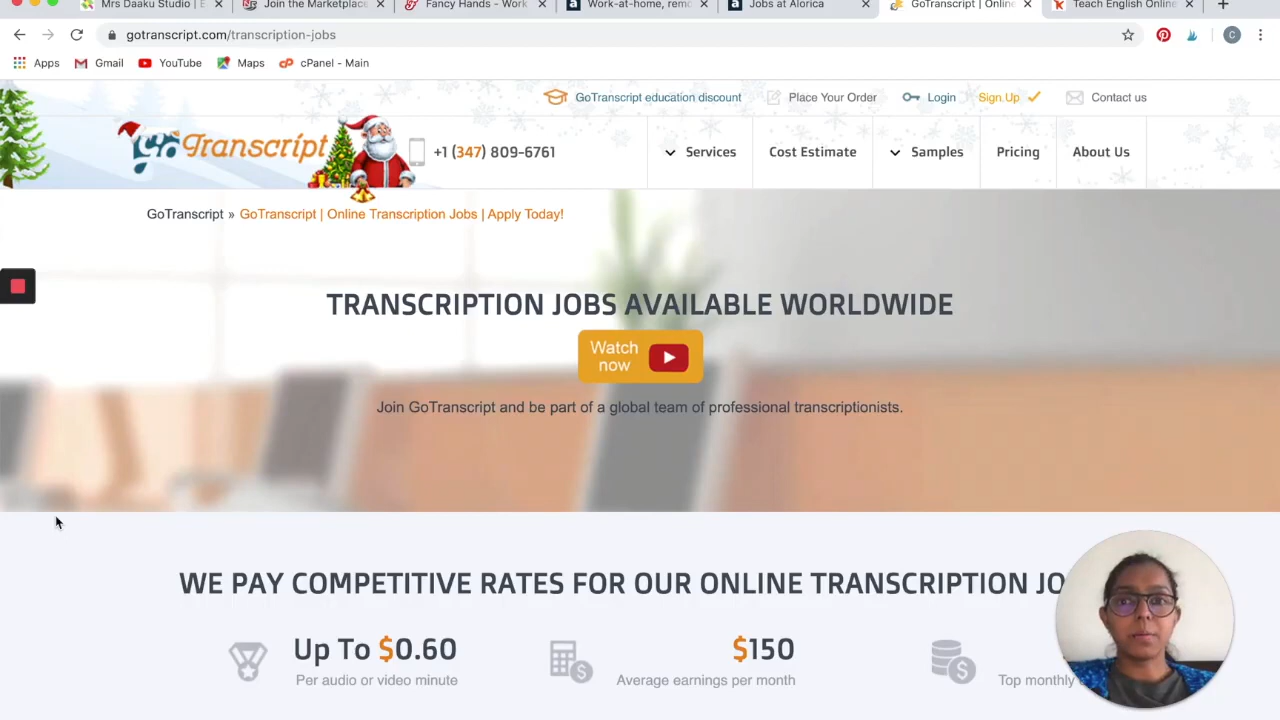 Mrs Daaku Studio | E
Join the Marketplace
Fancy Hands - Work
Work-at-home, rem
Jobs at Alorica
GoTranscript | Online
Teach English Online
gotranscript.com/transcription-jobs
Apps
Gmail
YouTube
Maps
cPanel - Main
C
GoTranscript education discount
Place Your Order
Login
Sign Up
Contact us
GoTranscript
+1 (347) 809-6761
Services
Cost Estimate
Samples
Pricing
About Us
GoTranscript » GoTranscript | Online Transcription Jobs | Apply Today!
TRANSCRIPTION JOBS AVAILABLE WORLDWIDE
Watch
now
Join GoTranscript and be part of a global team of professional transcriptionists.
WE PAY COMPETITIVE RATES FOR OUR ONLINE TRANSCRIPTION JO
Up To $0.60
Per audio or video minute
$150
Average earnings per month
Top monthly